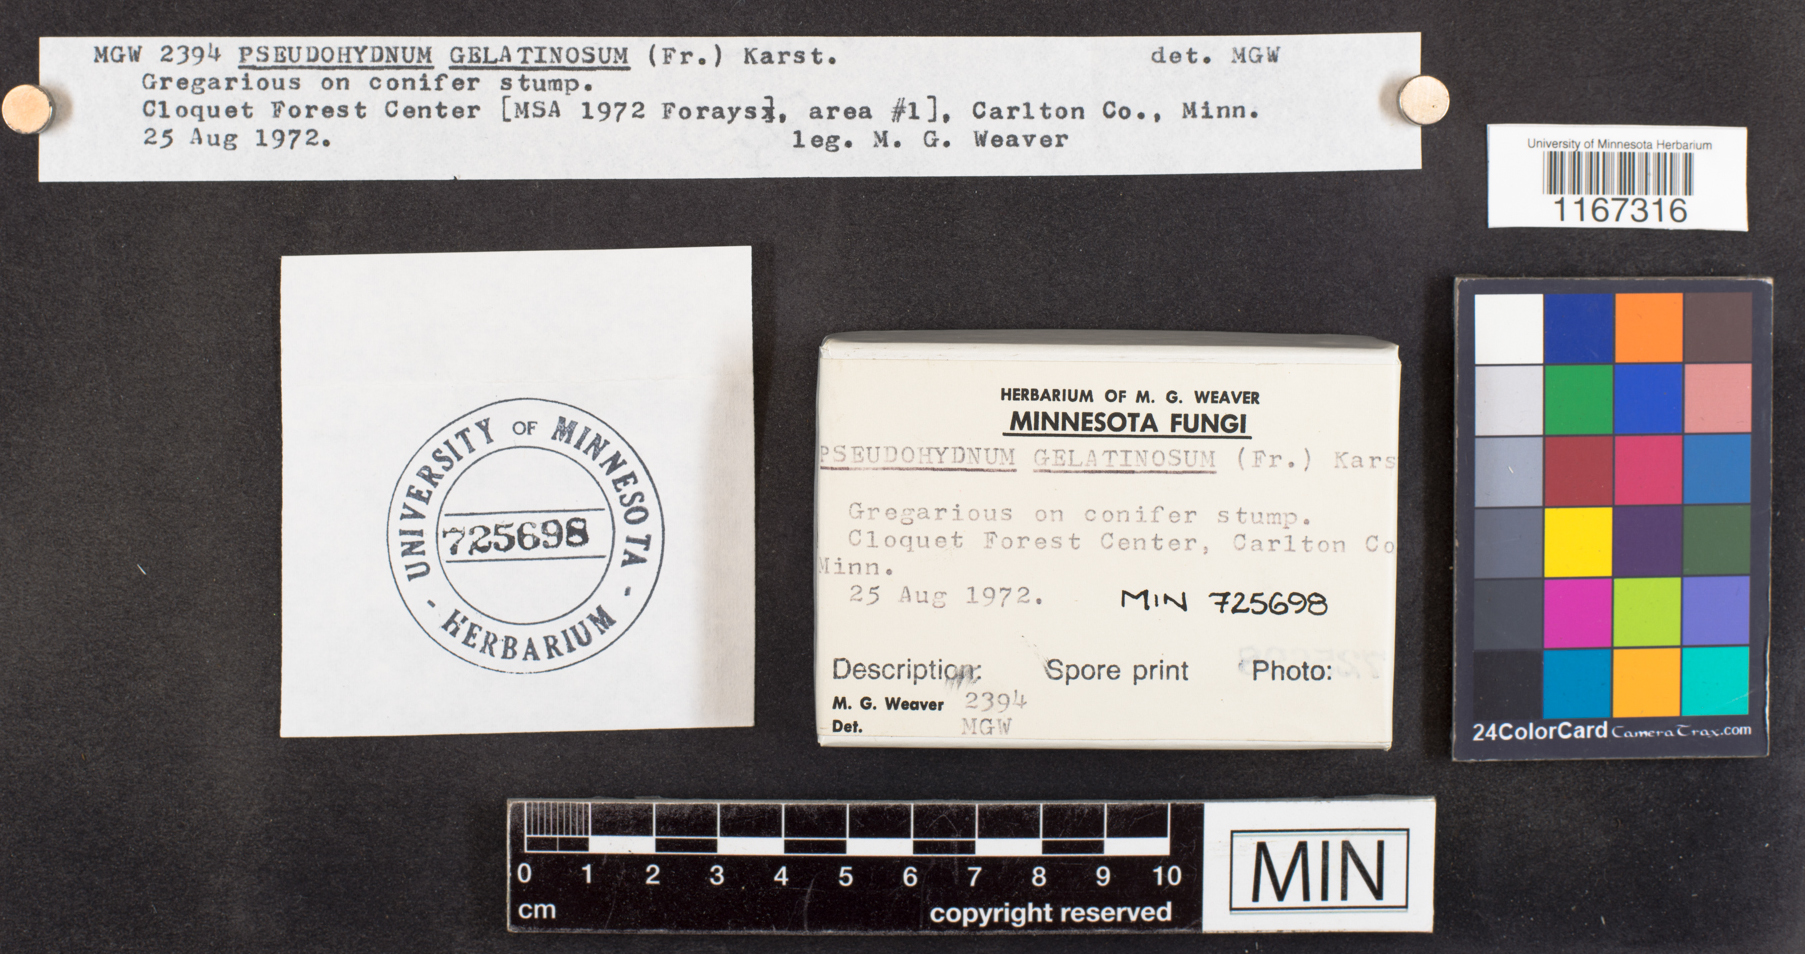 MGW 2394 PSEUDOHYDNUM GELATINOSUM (Fr.) Karst. det. MGW
Gregarious on conifer stump.
Cloquet Forest Center [MSA 1972 Forays], area #1], Carlton Co., Minn.
25 Aug 1972. leg. M. G. Weaver
University of Minnesota Herbarium
1167316
UNIVERSITY OF MINNESOTA
725698
- HERBARIUM -
HERBARIUM OF M. G. WEAVER
MINNESOTA FUNGI
PSEUDOHYDNUM GELATINOSUM (Fr.) Kars
Gregarious on conifer stump.
Cloquet Forest Center, Carlton Co
Minn.
25 Aug 1972. MIN 725698
Description: Spore print Photo:
M. G. Weaver 2394
Det. MGW
24ColorCard CameraTrax.com
0 1 2 3 4 5 6 7 8 9 10
cm copyright reserved
MIN